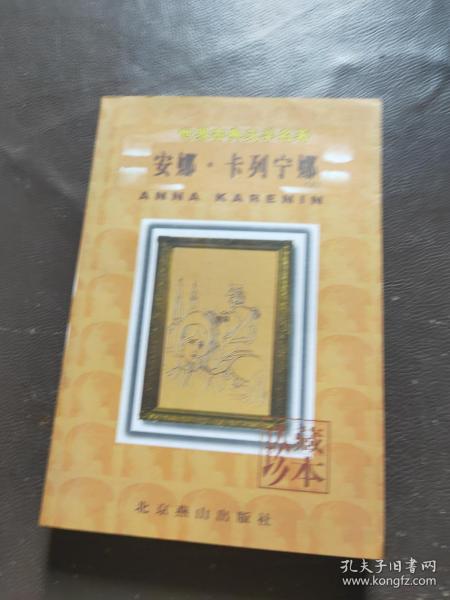 世界经典文学名著
安娜·卡列宁娜
ANNA KARENIN
珍藏本
北京燕山出版社
孔夫子旧书网
www.kongfz.com